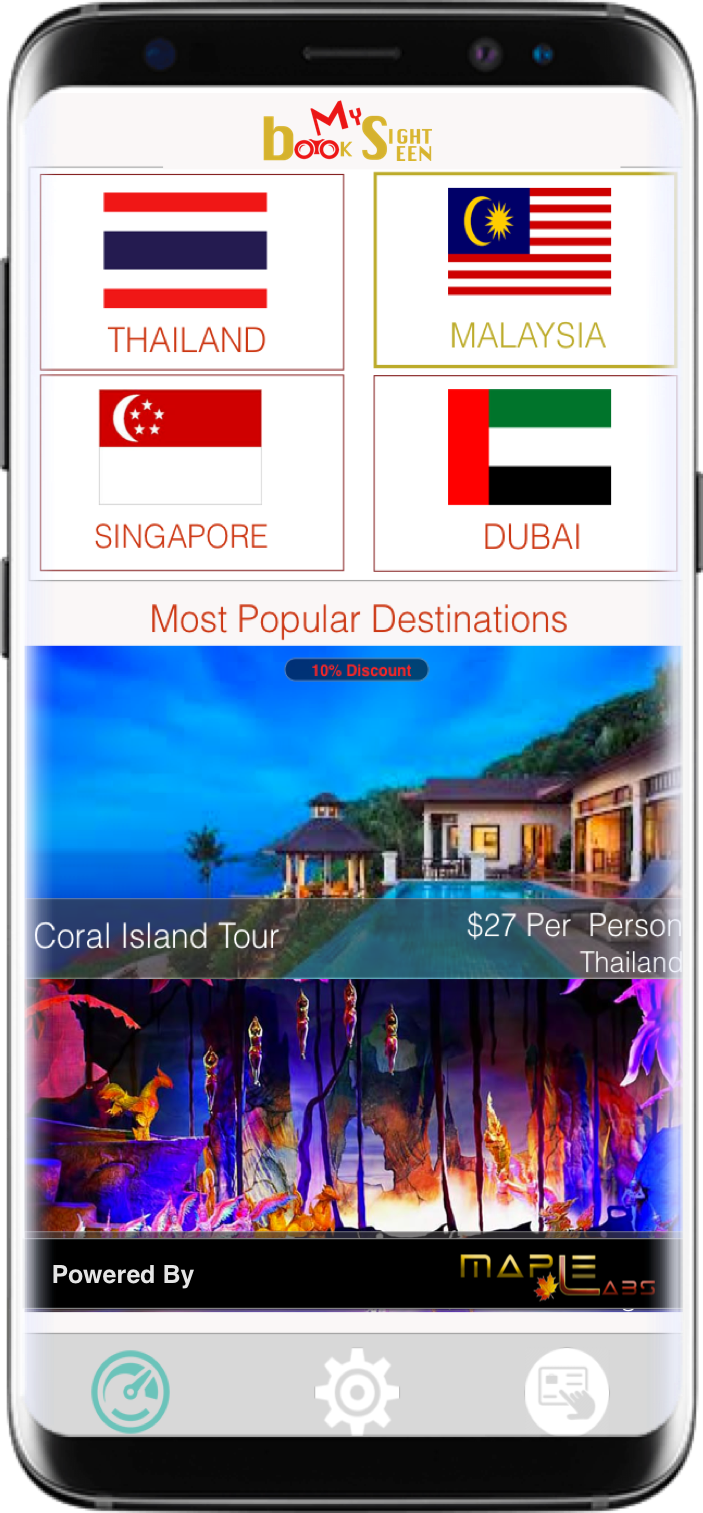 book My SIGHT SEEN
THAILAND
MALAYSIA
SINGAPORE
DUBAI
Most Popular Destinations
10% Discount
Coral Island Tour
$27 Per Person
Thailand
Powered By
MAPLE LABS